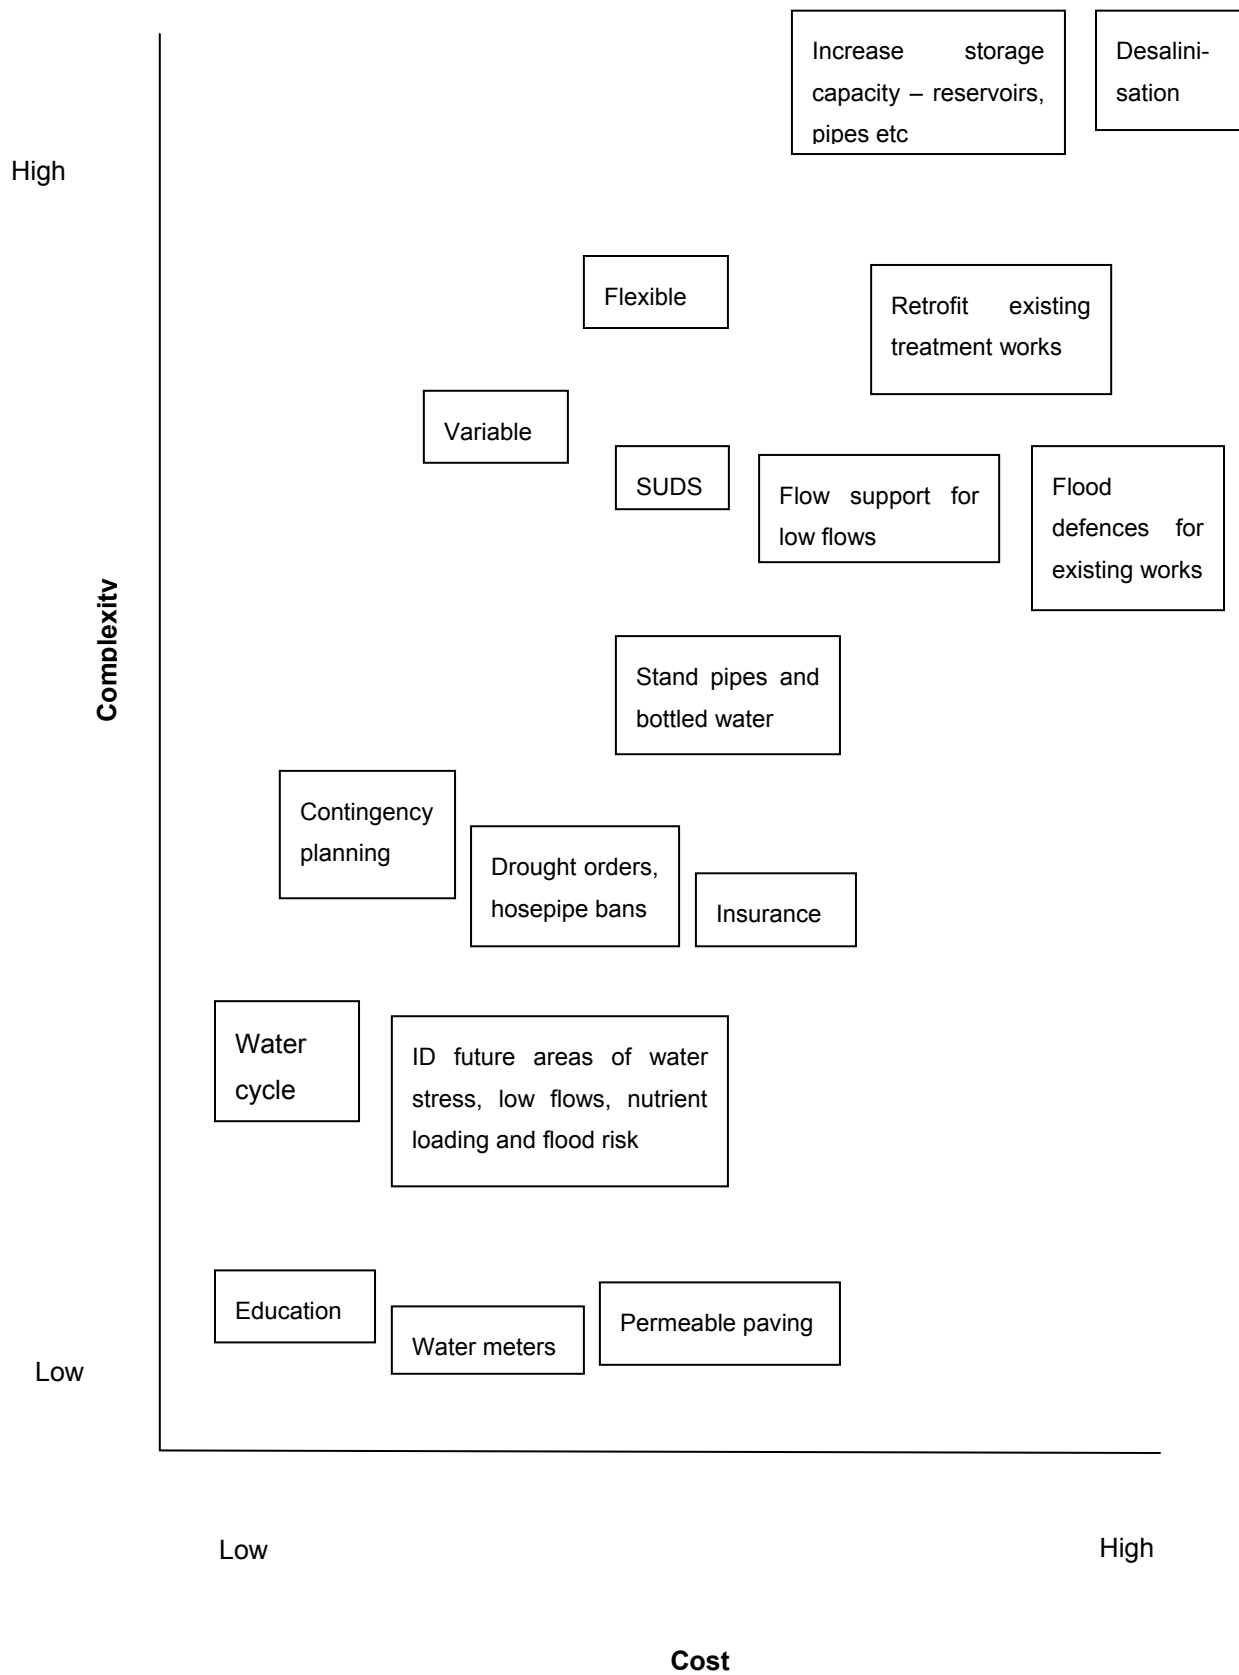 Increase storage
capacity – reservoirs,
pipes etc
Desalini-
sation
High
Flexible
Retrofit existing
treatment works
Variable
SUDS
Flow support for
low flows
Flood
defences for
existing works
Complexity
Stand pipes and
bottled water
Contingency
planning
Drought orders,
hosepipe bans
Insurance
Water
cycle
ID future areas of water
stress, low flows, nutrient
loading and flood risk
Education
Water meters
Permeable paving
Low
Low
High
Cost